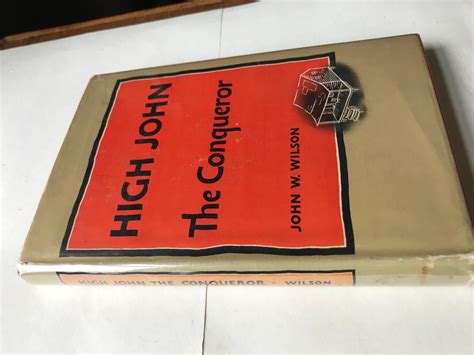 HIGH JOHN
The Conqueror
JOHN W. WILSON
HIGH JOHN THE CONQUEROR · WILSON